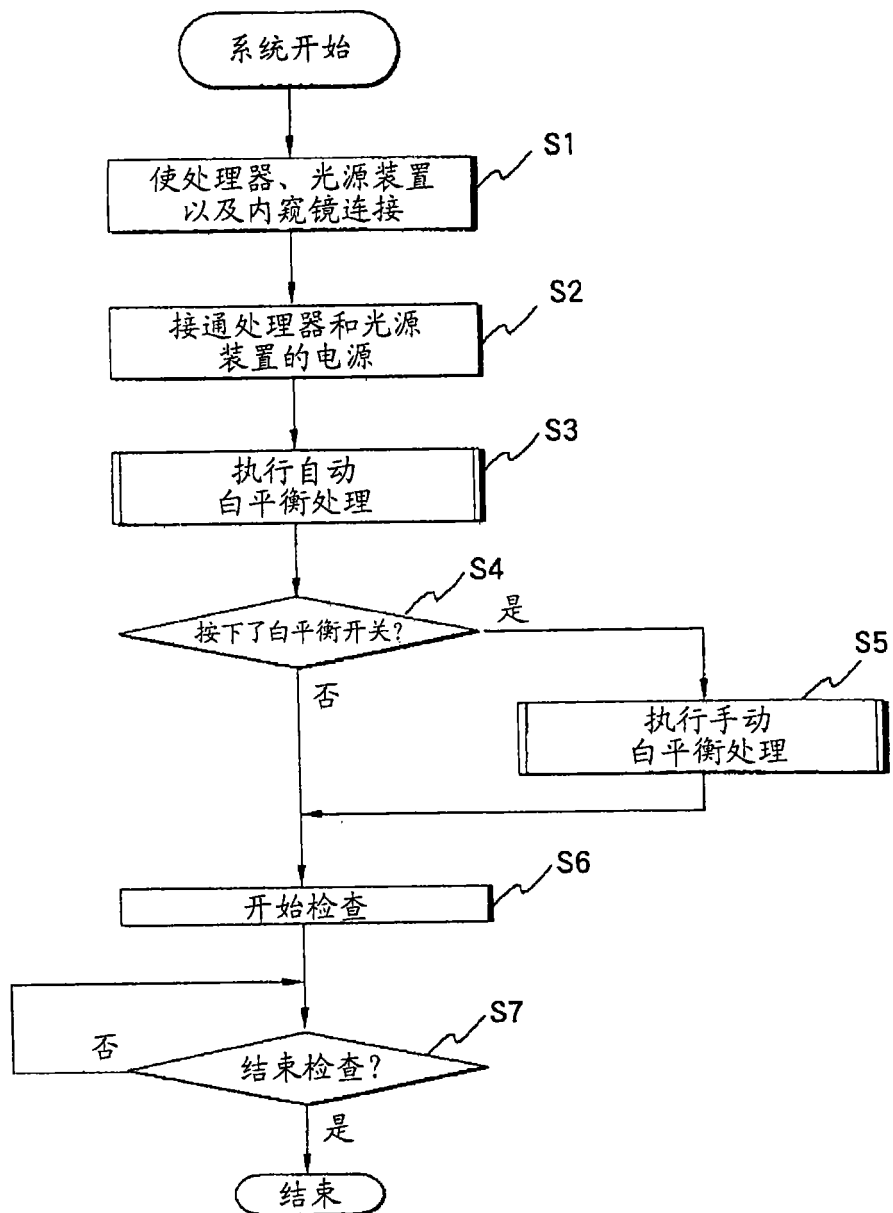 系统开始
S1
使处理器、光源装置
以及内窥镜连接
S2
接通处理器和光源
装置的电源
S3
执行自动
白平衡处理
S4
按下了白平衡开关?
是
否
S5
执行手动
白平衡处理
S6
开始检查
S7
结束检查?
否
是
结束